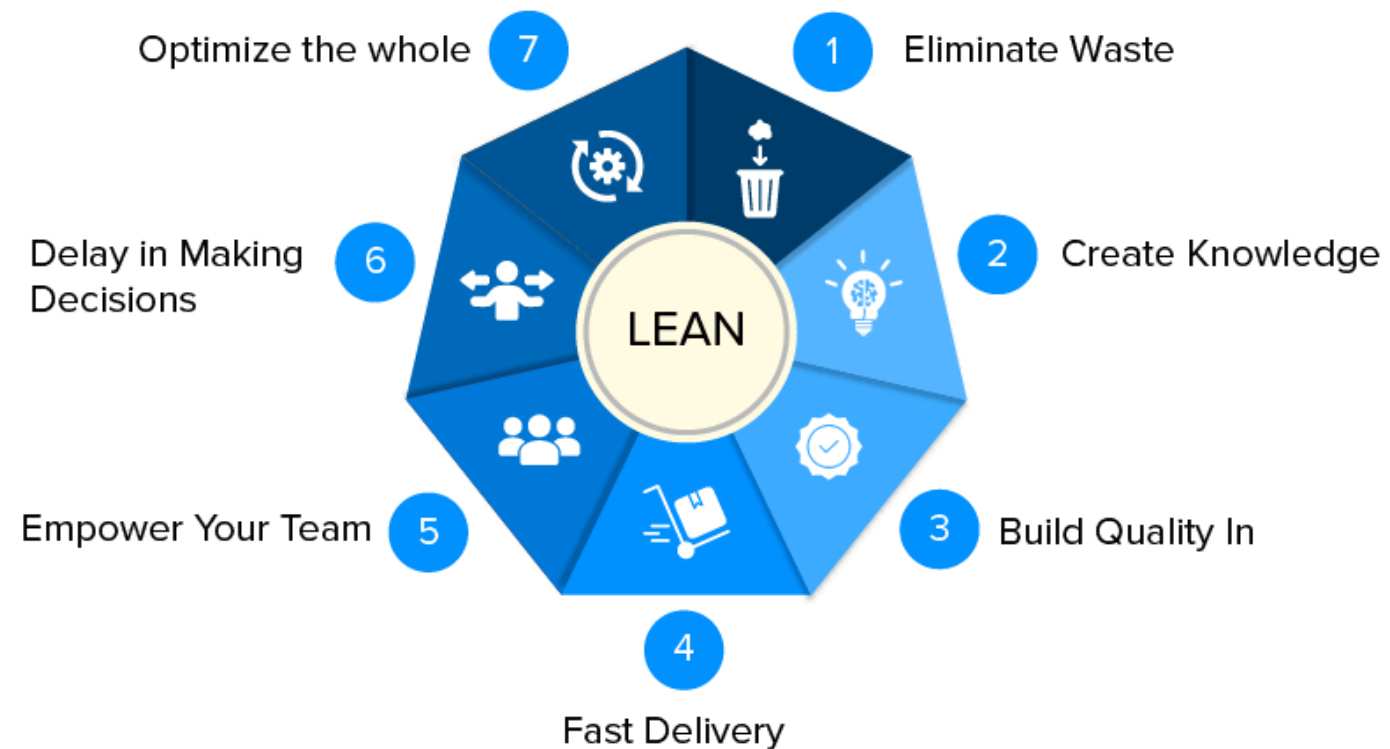 Optimize the whole
7
1
Eliminate Waste
Delay in Making
Decisions
6
LEAN
2
Create Knowledge
Empower Your Team
5
3
Build Quality In
4
Fast Delivery